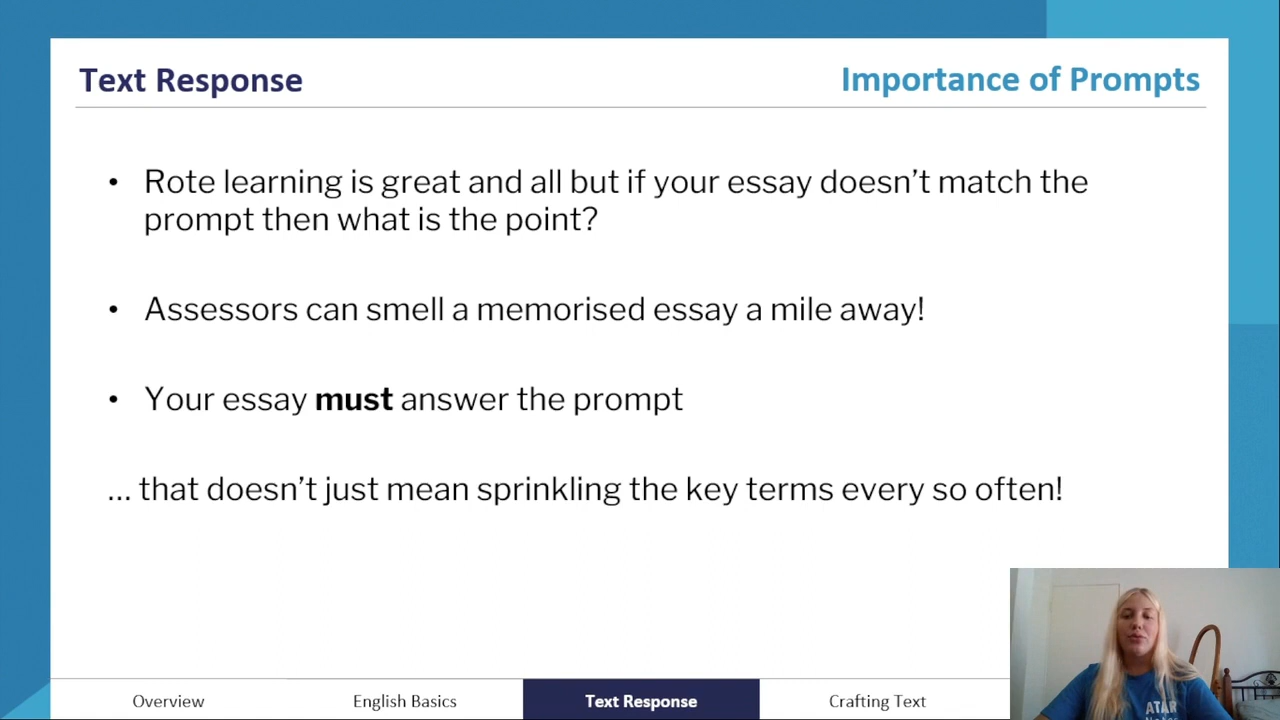 Text Response
Importance of Prompts
• Rote learning is great and all but if your essay doesn’t match the
prompt then what is the point?
• Assessors can smell a memorised essay a mile away!
• Your essay must answer the prompt
... that doesn’t just mean sprinkling the key terms every so often!
Overview
English Basics
Text Response
Crafting Text
ATAR
Notes